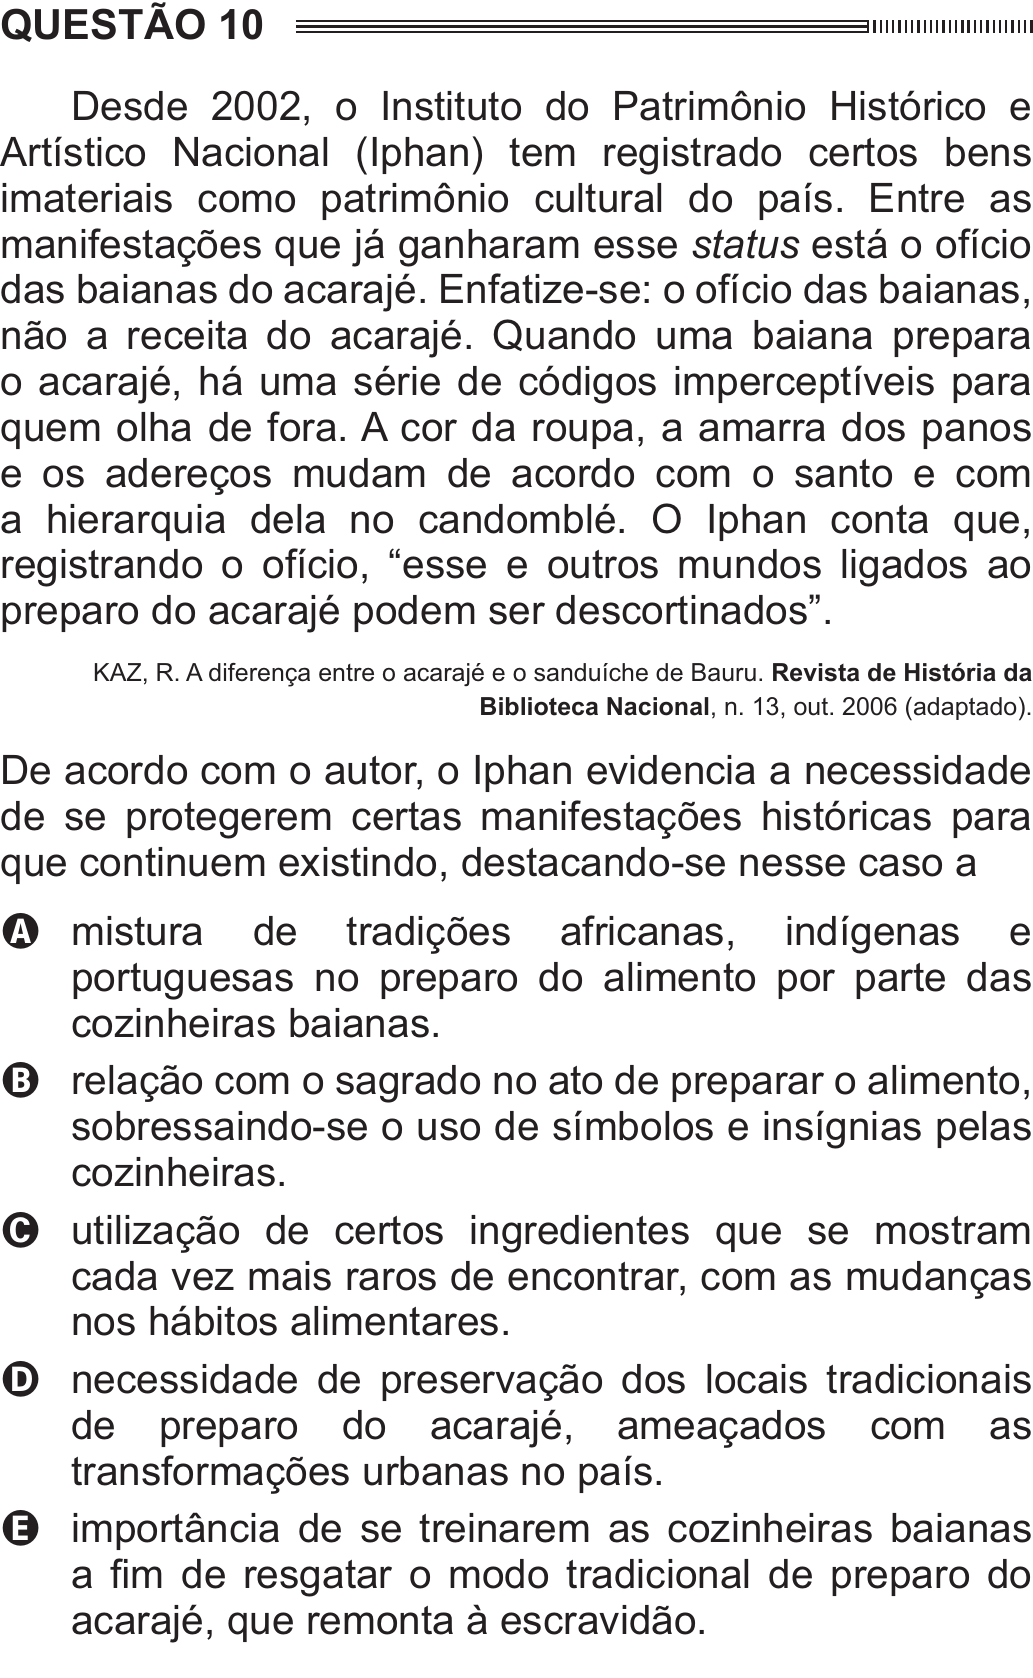 QUESTÃO 10
Desde 2002, o Instituto do Patrimônio Histórico e
Artístico Nacional (Iphan) tem registrado certos bens
imateriais como patrimônio cultural do país. Entre as
manifestações que já ganharam esse status está o ofício
das baianas do acarajé. Enfatize-se: o ofício das baianas,
não a receita do acarajé. Quando uma baiana prepara
o acarajé, há uma série de códigos imperceptíveis para
quem olha de fora. A cor da roupa, a amarra dos panos
e os adereços mudam de acordo com o santo e com
a hierarquia dela no candomblé. O Iphan conta que,
registrando o ofício, “esse e outros mundos ligados ao
preparo do acarajé podem ser descortinados”.
KAZ, R. A diferença entre o acarajé e o sanduíche de Bauru. Revista de História da
Biblioteca Nacional, n. 13, out. 2006 (adaptado).
De acordo com o autor, o Iphan evidencia a necessidade
de se protegerem certas manifestações históricas para
que continuem existindo, destacando-se nesse caso a
A mistura de tradições africanas, indígenas e
portuguesas no preparo do alimento por parte das
cozinheiras baianas.
B relação com o sagrado no ato de preparar o alimento,
sobressaindo-se o uso de símbolos e insígnias pelas
cozinheiras.
C utilização de certos ingredientes que se mostram
cada vez mais raros de encontrar, com as mudanças
nos hábitos alimentares.
D necessidade de preservação dos locais tradicionais
de preparo do acarajé, ameaçados com as
transformações urbanas no país.
E importância de se treinarem as cozinheiras baianas
a fim de resgatar o modo tradicional de preparo do
acarajé, que remonta à escravidão.